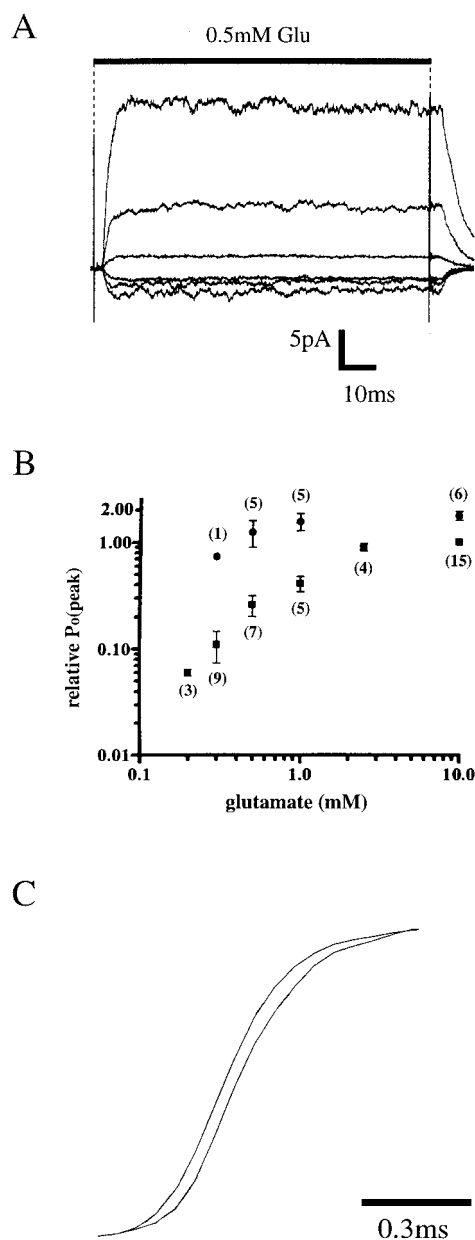 A
0.5mM Glu
5pA
10ms
B
2.00
1.00
0.10
0.01
relative Po(peak)
(1)
(5)
(5)
(6)
(3)
(9)
(7)
(5)
(4)
(15)
0.1
1.0
10.0
glutamate (mM)
C
0.3ms